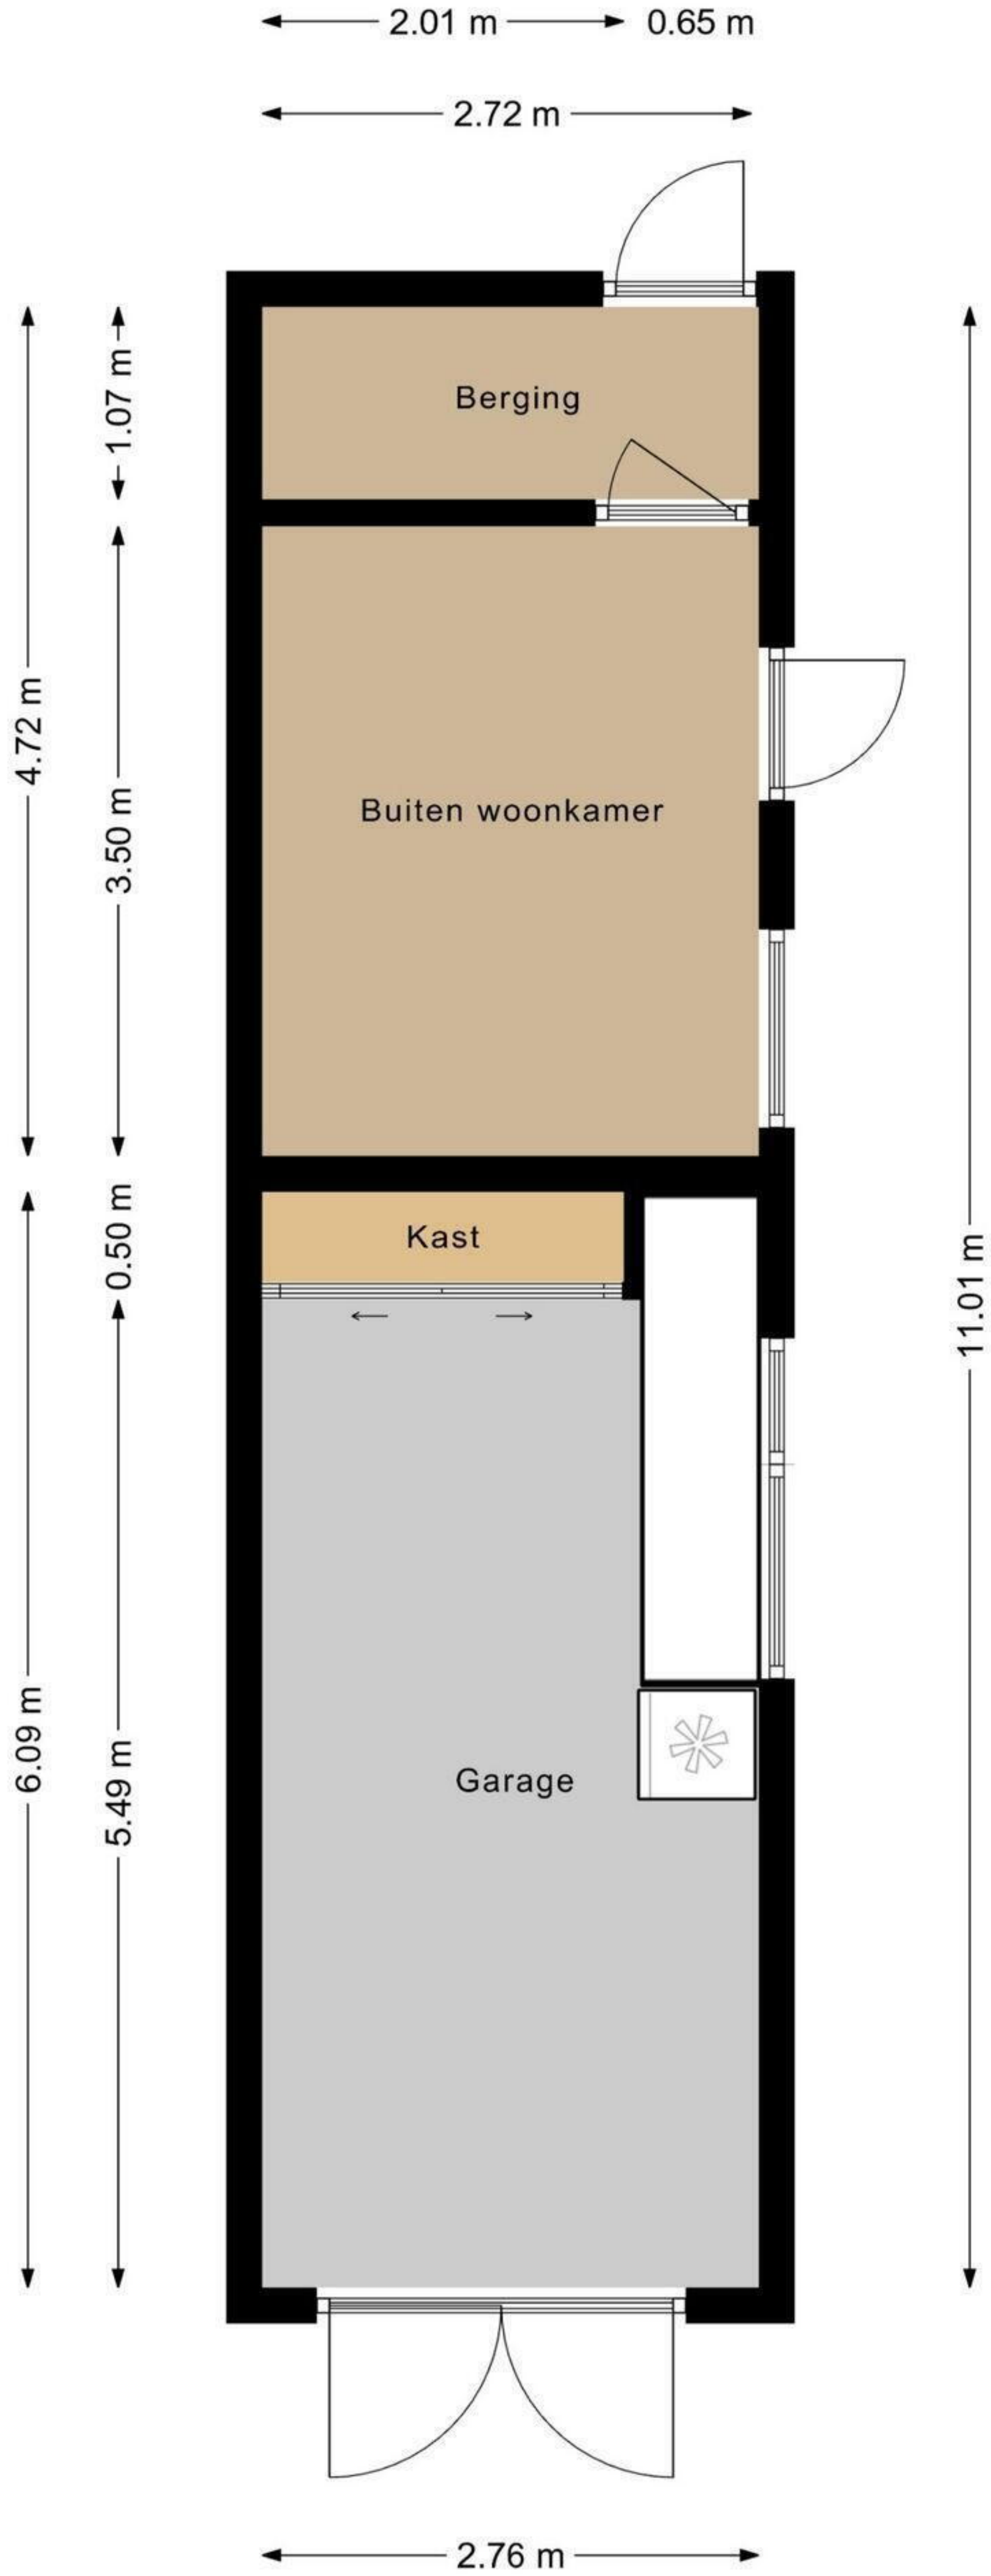 2.01 m
0.65 m
2.72 m
Berging
1.07 m
4.72 m
3.50 m
Buiten woonkamer
0.50 m
Kast
11.01 m
6.09 m
5.49 m
Garage
2.76 m